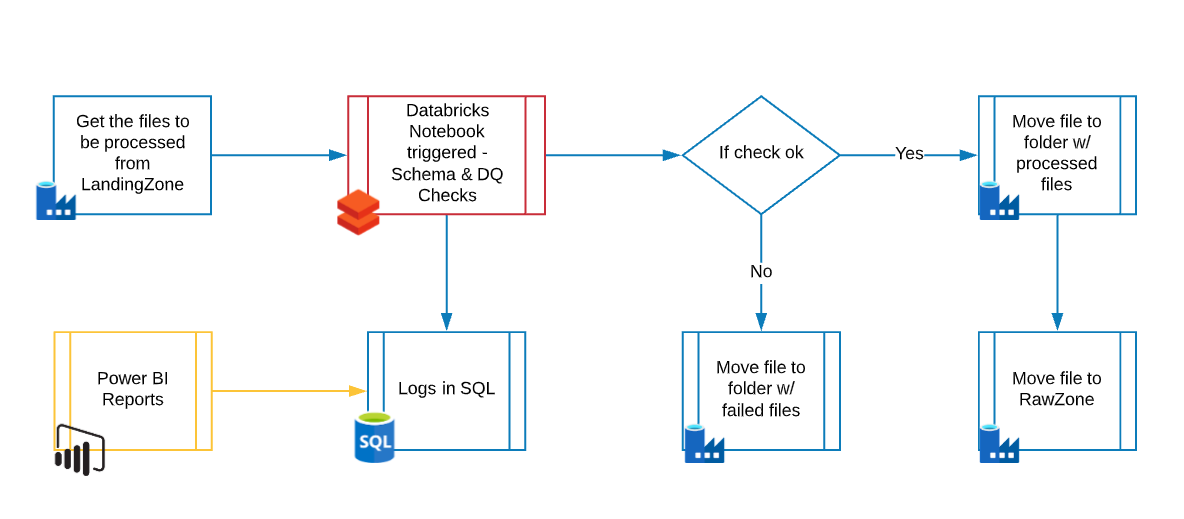 Get the files to
be processed
from
LandingZone
Databricks
Notebook
triggered -
Schema & DQ
Checks
If check ok
Yes
Move file to
folder w/
processed
files
No
Power BI
Reports
Logs in SQL
SQL
Move file to
folder w/
failed files
Move file to
RawZone